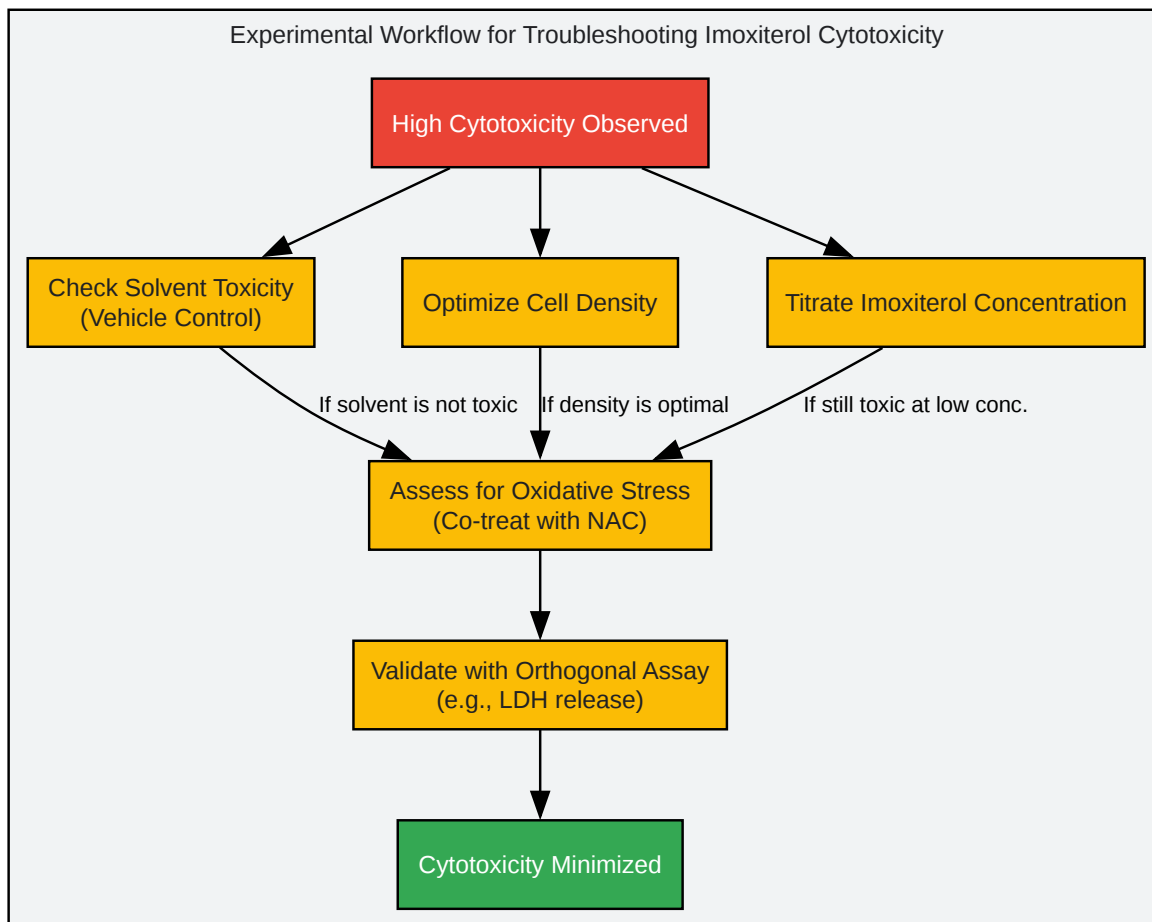 Experimental Workflow for Troubleshooting Imoxiterol Cytotoxicity
High Cytotoxicity Observed
Check Solvent Toxicity
(Vehicle Control)
Optimize Cell Density
Titrate Imoxiterol Concentration
If solvent is not toxic
If density is optimal
If still toxic at low conc.
Assess for Oxidative Stress
(Co-treat with NAC)
Validate with Orthogonal Assay
(e.g., LDH release)
Cytotoxicity Minimized